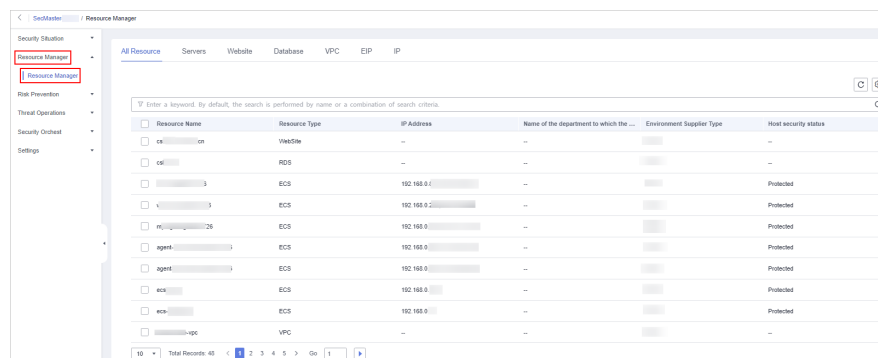 SecMaster / Resource Manager
Security Situation
Resource Manager
Resource Manager
Risk Prevention
Threat Operations
Security Orchest
Settings
All Resource Servers Website Database VPC EIP IP
Enter a keyword. By default, the search is performed by name or a combination of search criteria.
Resource Name Resource Type IP Address Name of the department to which the ... Environment Supplier Type Host security status
cs cn WebSite -- -- --
csl RDS -- -- --
ECS 192.168.0. -- Protected
ECS 192.168.0.2 -- Protected
26 ECS 192.168.0. -- Protected
agent- ECS 192.168.0. -- Protected
agent ECS 192.168.0. -- Protected
ecs ECS 192.168.0. -- Protected
ecs- ECS 192.168.0 -- Protected
-vpc VPC -- -- --
10 Total Records: 48 < 1 2 3 4 5 > Go 1